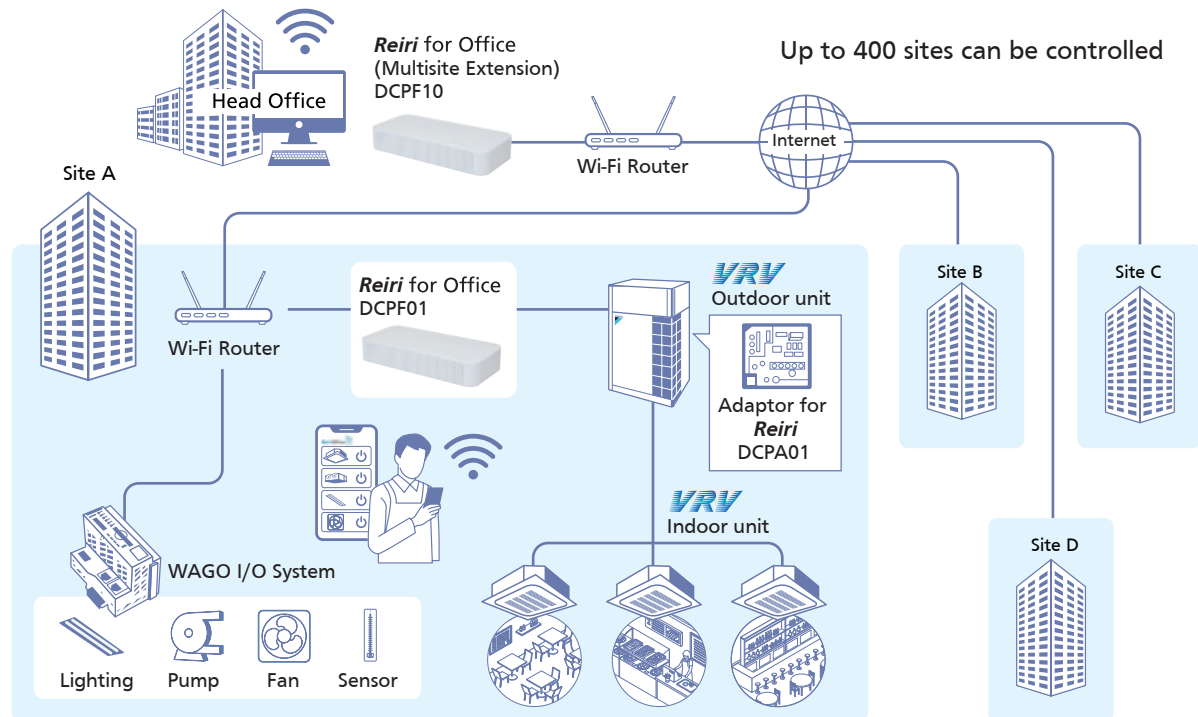 Reiri for Office
(Multisite Extension)
DCPF10
Up to 400 sites can be controlled
Head Office
Wi-Fi Router
Internet
Site A
Wi-Fi Router
Reiri for Office
DCPF01
VRV
Outdoor unit
Adaptor for
Reiri
DCPA01
Site B
Site C
VRV
Indoor unit
Site D
WAGO I/O System
Lighting
Pump
Fan
Sensor